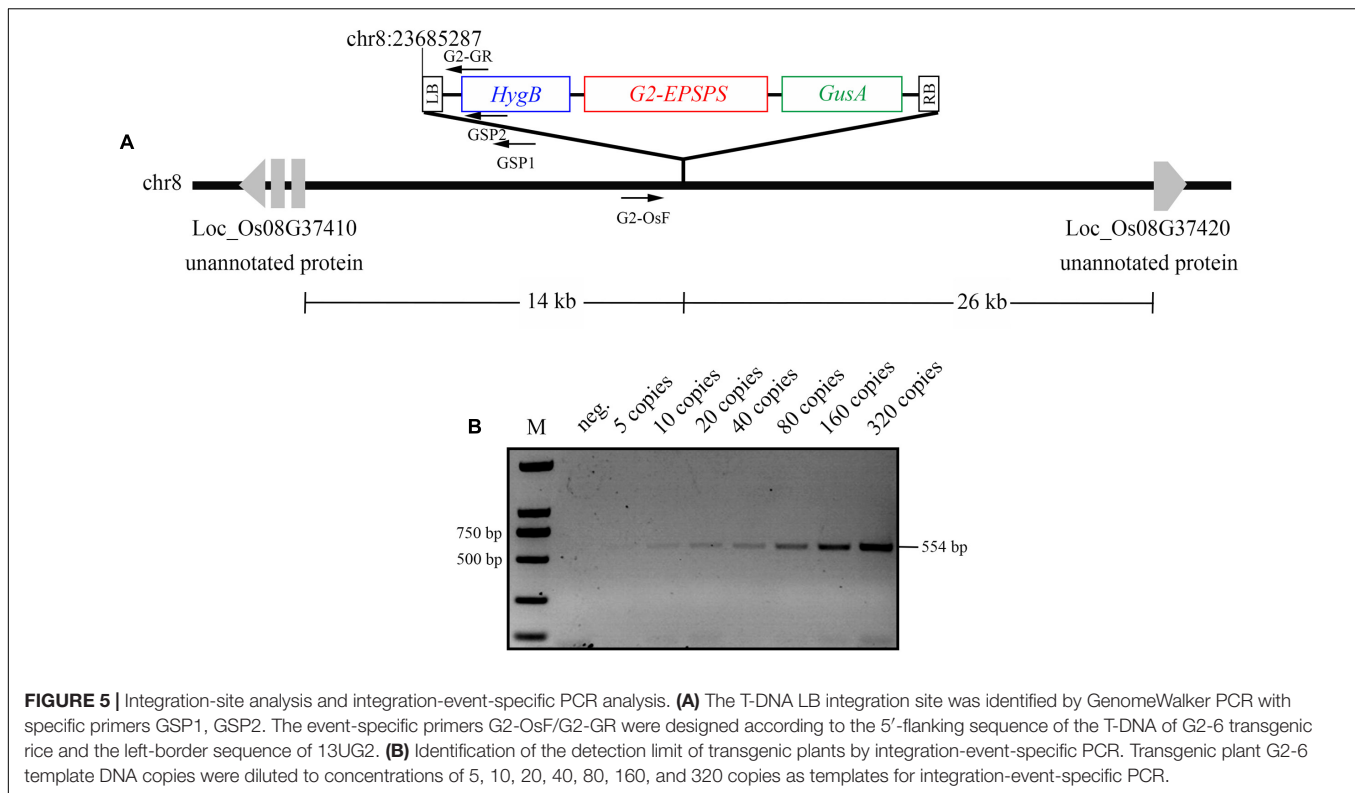 chr8:23685287
G2-GR
LB
HygB
G2-EPSPS
GusA
RB
GSP2
GSP1
A
chr8
G2-OsF
Loc_Os08G37410
unannotated protein
Loc_Os08G37420
unannotated protein
14 kb
26 kb
B
M
neg.
5 copies
10 copies
20 copies
40 copies
80 copies
160 copies
320 copies
750 bp
500 bp
554 bp
FIGURE 5 | Integration-site analysis and integration-event-specific PCR analysis. (A) The T-DNA LB integration site was identified by GenomeWalker PCR with
specific primers GSP1, GSP2. The event-specific primers G2-OsF/G2-GR were designed according to the 5′-flanking sequence of the T-DNA of G2-6 transgenic
rice and the left-border sequence of 13UG2. (B) Identification of the detection limit of transgenic plants by integration-event-specific PCR. Transgenic plant G2-6
template DNA copies were diluted to concentrations of 5, 10, 20, 40, 80, 160, and 320 copies as templates for integration-event-specific PCR.